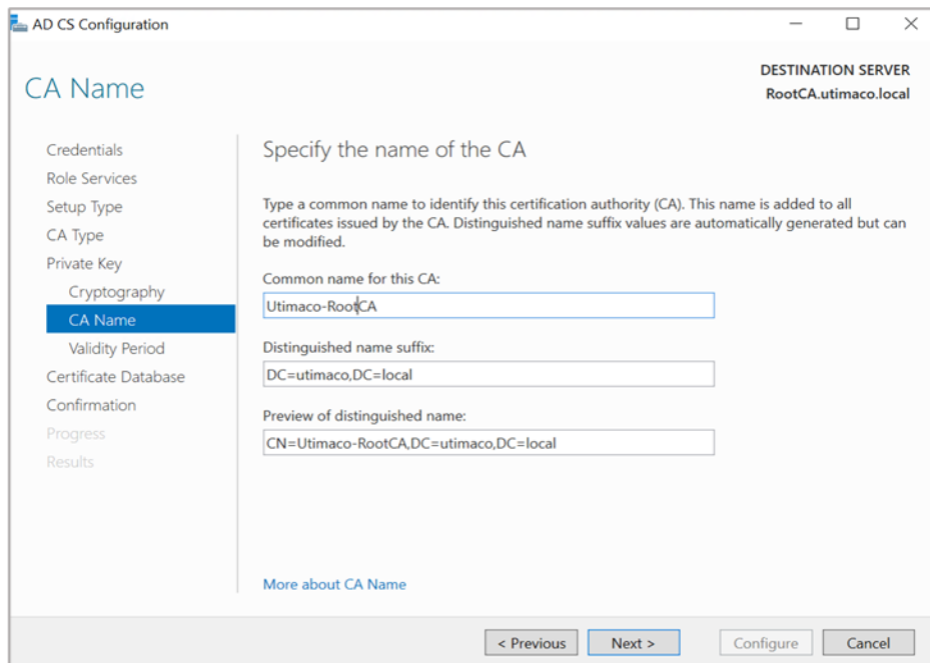 AD CS Configuration
CA Name
DESTINATION SERVER
RootCA.utimaco.local
Credentials
Role Services
Setup Type
CA Type
Private Key
Cryptography
CA Name
Validity Period
Certificate Database
Confirmation
Progress
Results
Specify the name of the CA
Type a common name to identify this certification authority (CA). This name is added to all
certificates issued by the CA. Distinguished name suffix values are automatically generated but can
be modified.
Common name for this CA:
Utimaco-RootCA
Distinguished name suffix:
DC=utimaco,DC=local
Preview of distinguished name:
CN=Utimaco-RootCA,DC=utimaco,DC=local
More about CA Name
< Previous
Next >
Configure
Cancel